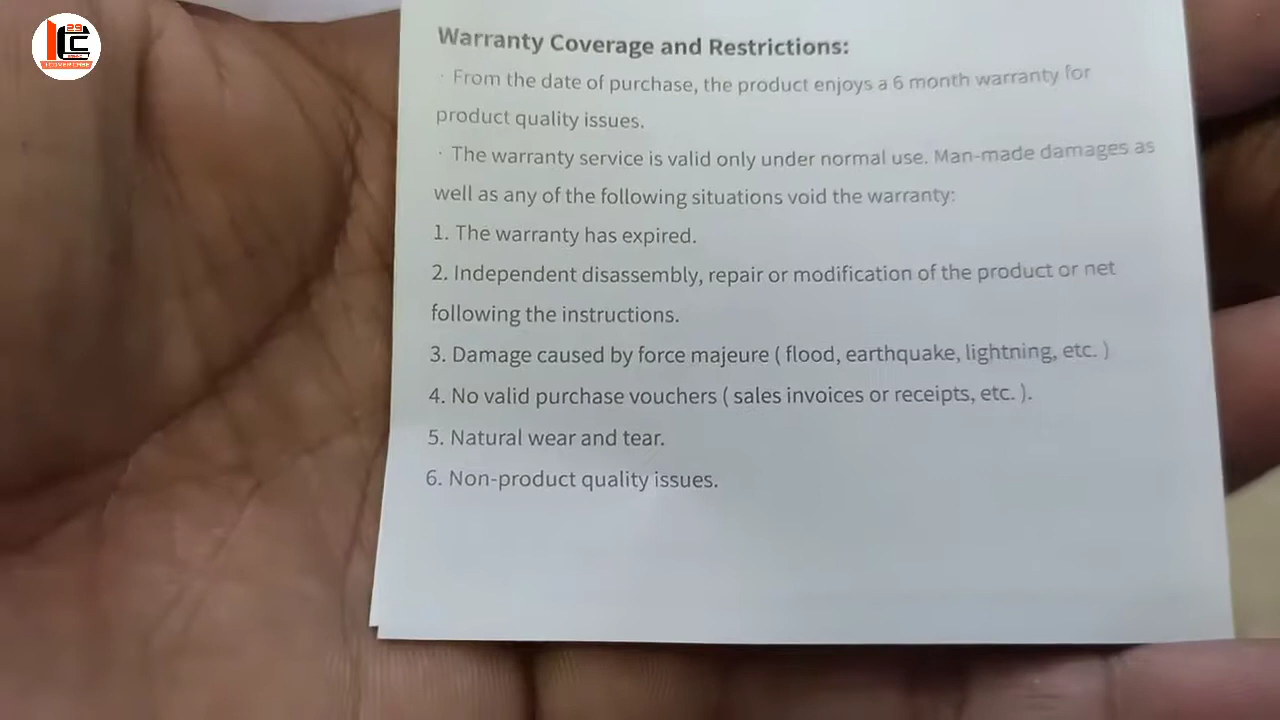 29
Warranty Coverage and Restrictions:
· From the date of purchase, the product enjoys a 6 month warranty for
product quality issues.
· The warranty service is valid only under normal use. Man-made damages as
well as any of the following situations void the warranty:
1. The warranty has expired.
2. Independent disassembly, repair or modification of the product or net
following the instructions.
3. Damage caused by force majeure ( flood, earthquake, lightning, etc. )
4. No valid purchase vouchers ( sales invoices or receipts, etc. ).
5. Natural wear and tear.
6. Non-product quality issues.